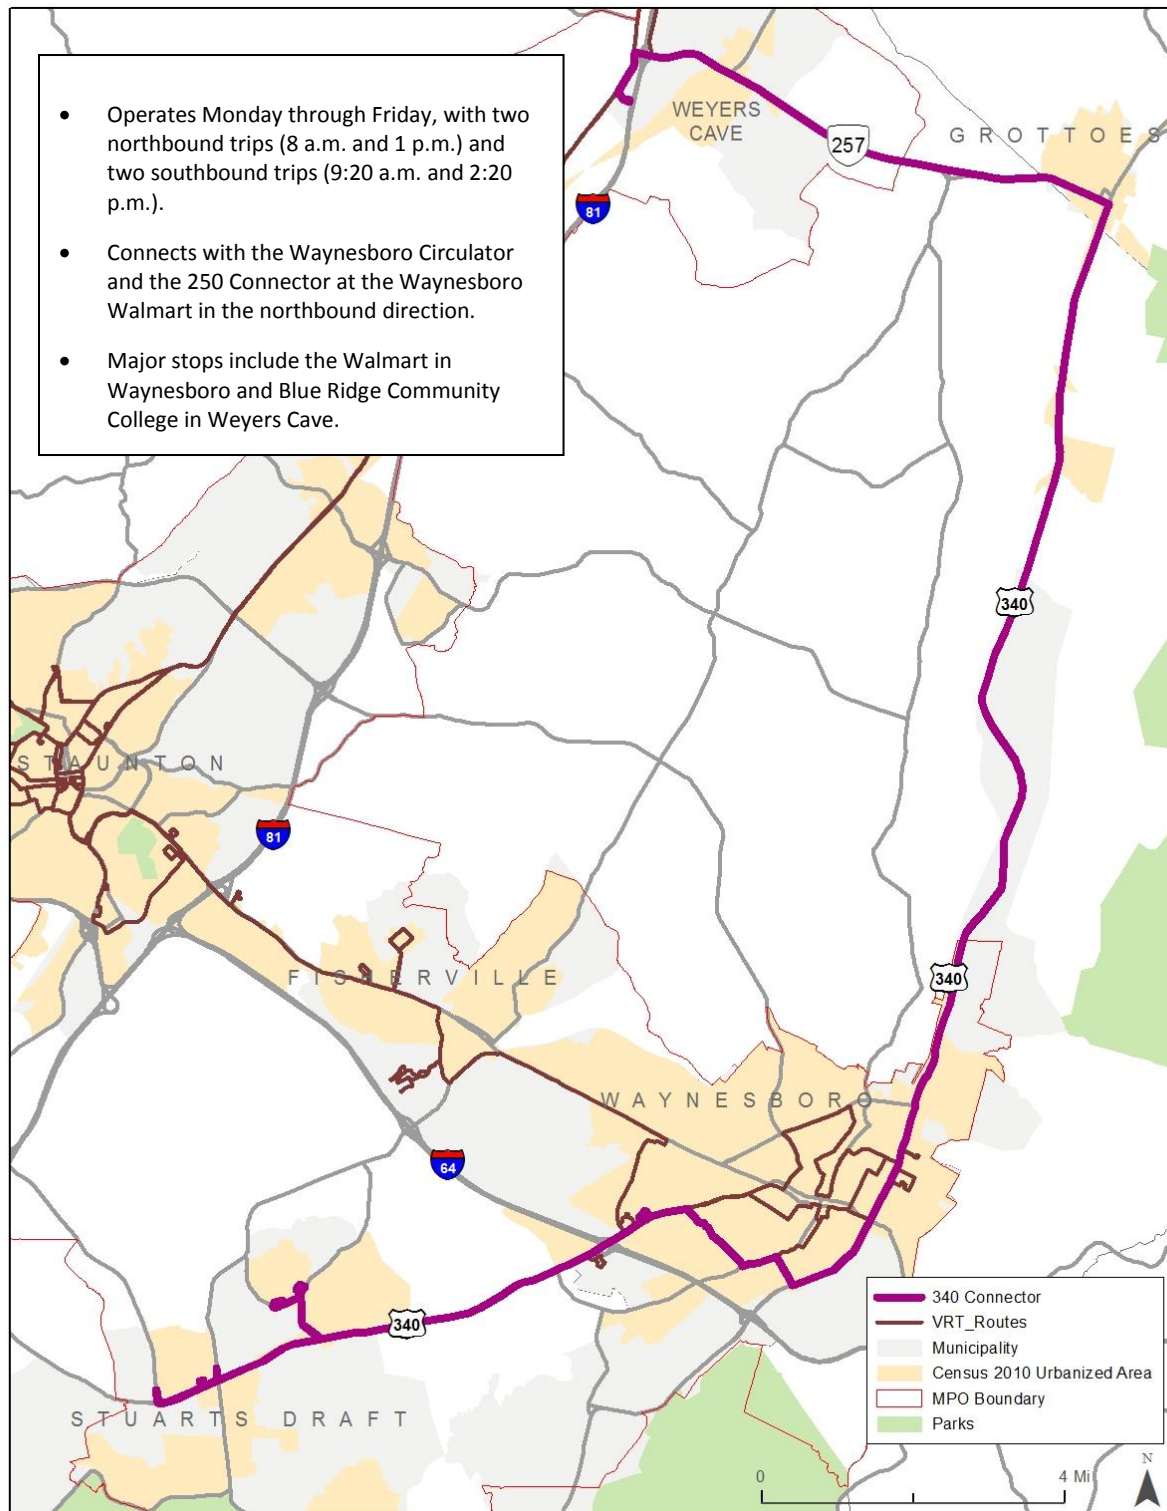 • Operates Monday through Friday, with two
northbound trips (8 a.m. and 1 p.m.) and
two southbound trips (9:20 a.m. and 2:20
p.m.).
• Connects with the Waynesboro Circulator
and the 250 Connector at the Waynesboro
Walmart in the northbound direction.
• Major stops include the Walmart in
Waynesboro and Blue Ridge Community
College in Weyers Cave.
WEYERS
CAVE
GROTTOES
257
81
340
STAUNTON
81
FISHERVILLE
340
WAYNESBORO
64
340
STUARTS DRAFT
340 Connector
VRT_Routes
Municipality
Census 2010 Urbanized Area
MPO Boundary
Parks
0 4 Mi
N